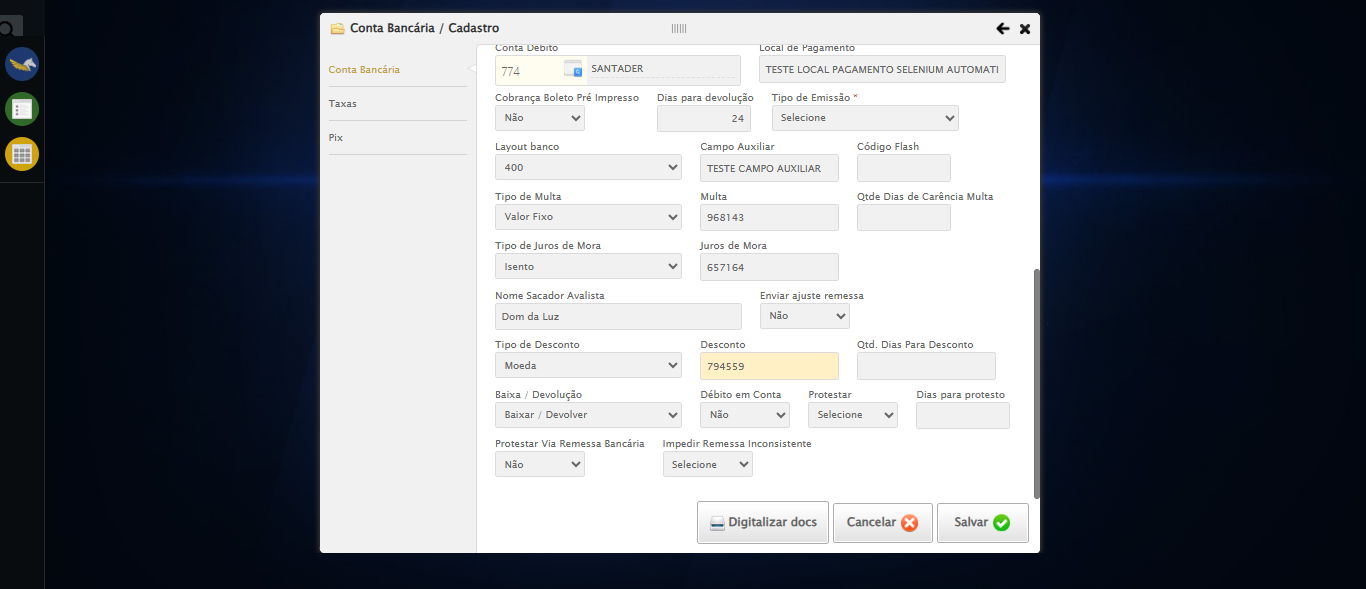 Conta Bancária / Cadastro
Conta Bancária
Taxas
Pix
Conta Débito
Local de Pagamento
774
SANTADER
TESTE LOCAL PAGAMENTO SELENIUM AUTOMATI
Cobrança Boleto Pré Impresso
Dias para devolução
Tipo de Emissão *
Não
24
Selecione
Layout banco
Campo Auxiliar
Código Flash
400
TESTE CAMPO AUXILIAR
Tipo de Multa
Multa
Qtde Dias de Carência Multa
Valor Fixo
968143
Tipo de Juros de Mora
Juros de Mora
Isento
657164
Nome Sacador Avalista
Enviar ajuste remessa
Dom da Luz
Não
Tipo de Desconto
Desconto
Qtd. Dias Para Desconto
Moeda
794559
Baixa / Devolução
Débito em Conta
Protestar
Dias para protesto
Baixar / Devolver
Não
Selecione
Protestar Via Remessa Bancária
Impedir Remessa Inconsistente
Não
Selecione
Digitalizar docs
Cancelar
Salvar